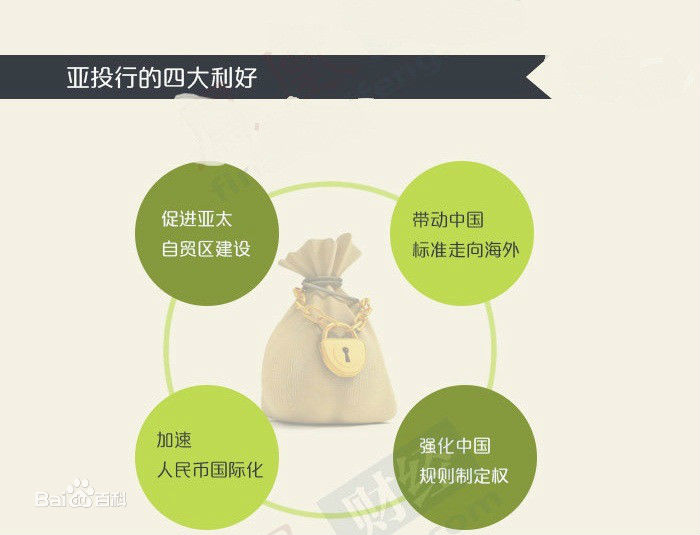 亚投行的四大利好
促进亚太
自贸区建设
带动中国
标准走向海外
加速
人民币国际化
强化中国
规则制定权
Bai百科
财经